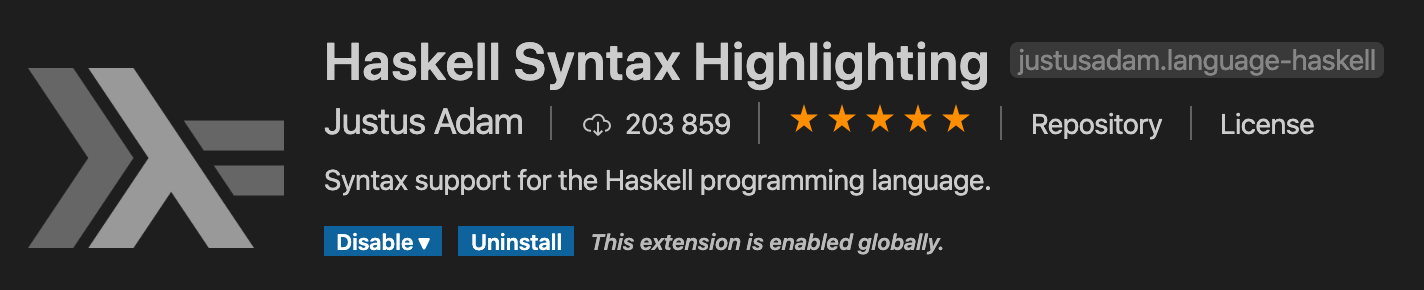 Haskell Syntax Highlighting justusadam.language-haskell
Justus Adam 203 859 ★★★★★ Repository License
Syntax support for the Haskell programming language.
Disable ▾ Uninstall This extension is enabled globally.